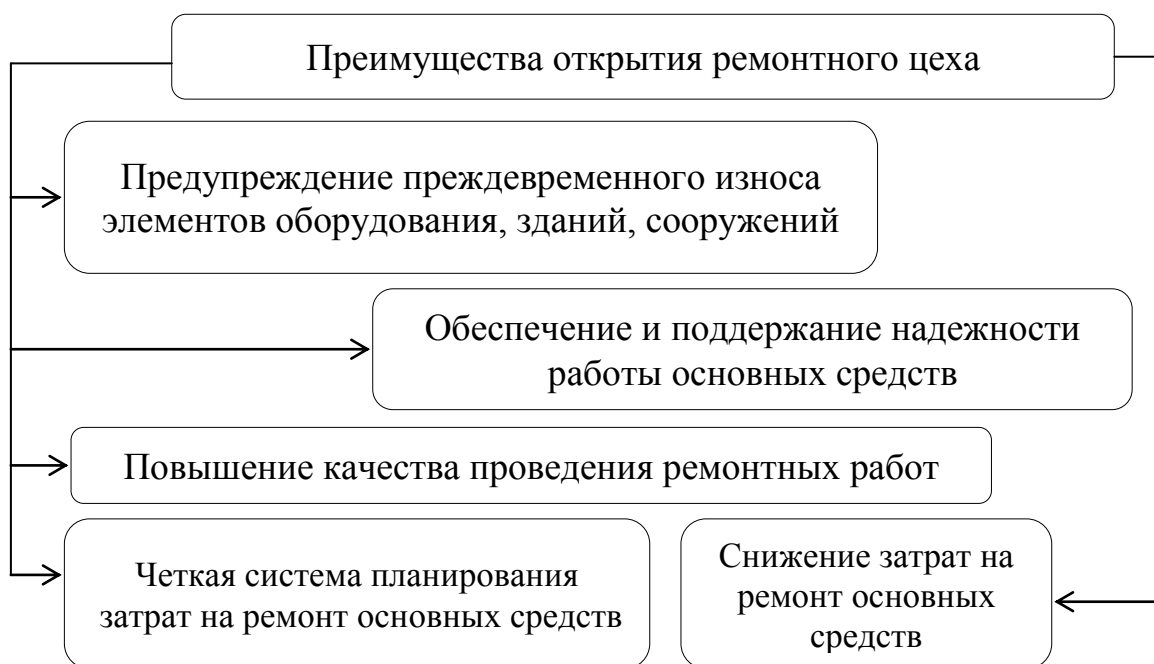 Преимущества открытия ремонтного цеха
Предупреждение преждевременного износа
элементов оборудования, зданий, сооружений
Обеспечение и поддержание надежности
работы основных средств
Повышение качества проведения ремонтных работ
Четкая система планирования
затрат на ремонт основных средств
Снижение затрат на
ремонт основных
средств